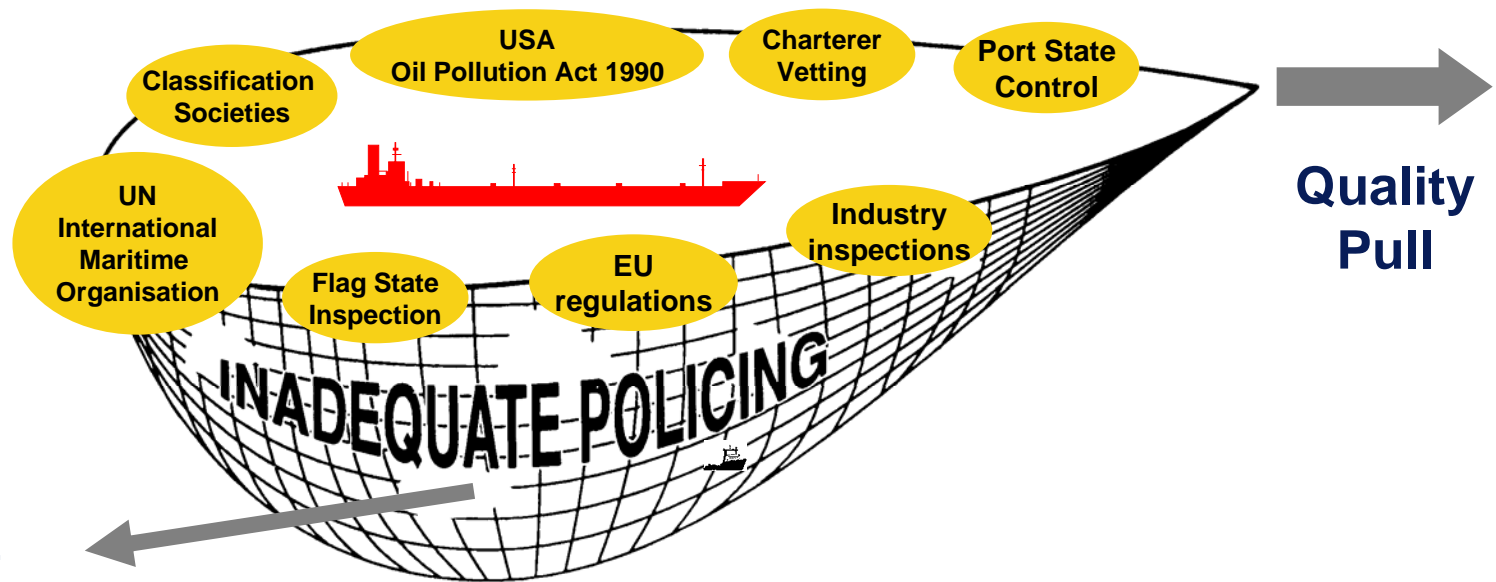 USA
Oil Pollution Act 1990
Charterer
Vetting
Port State
Control
Classification
Societies
UN
International
Maritime
Organisation
Flag State
Inspection
EU
regulations
Industry
inspections
Quality
Pull
INADEQUATE POLICING